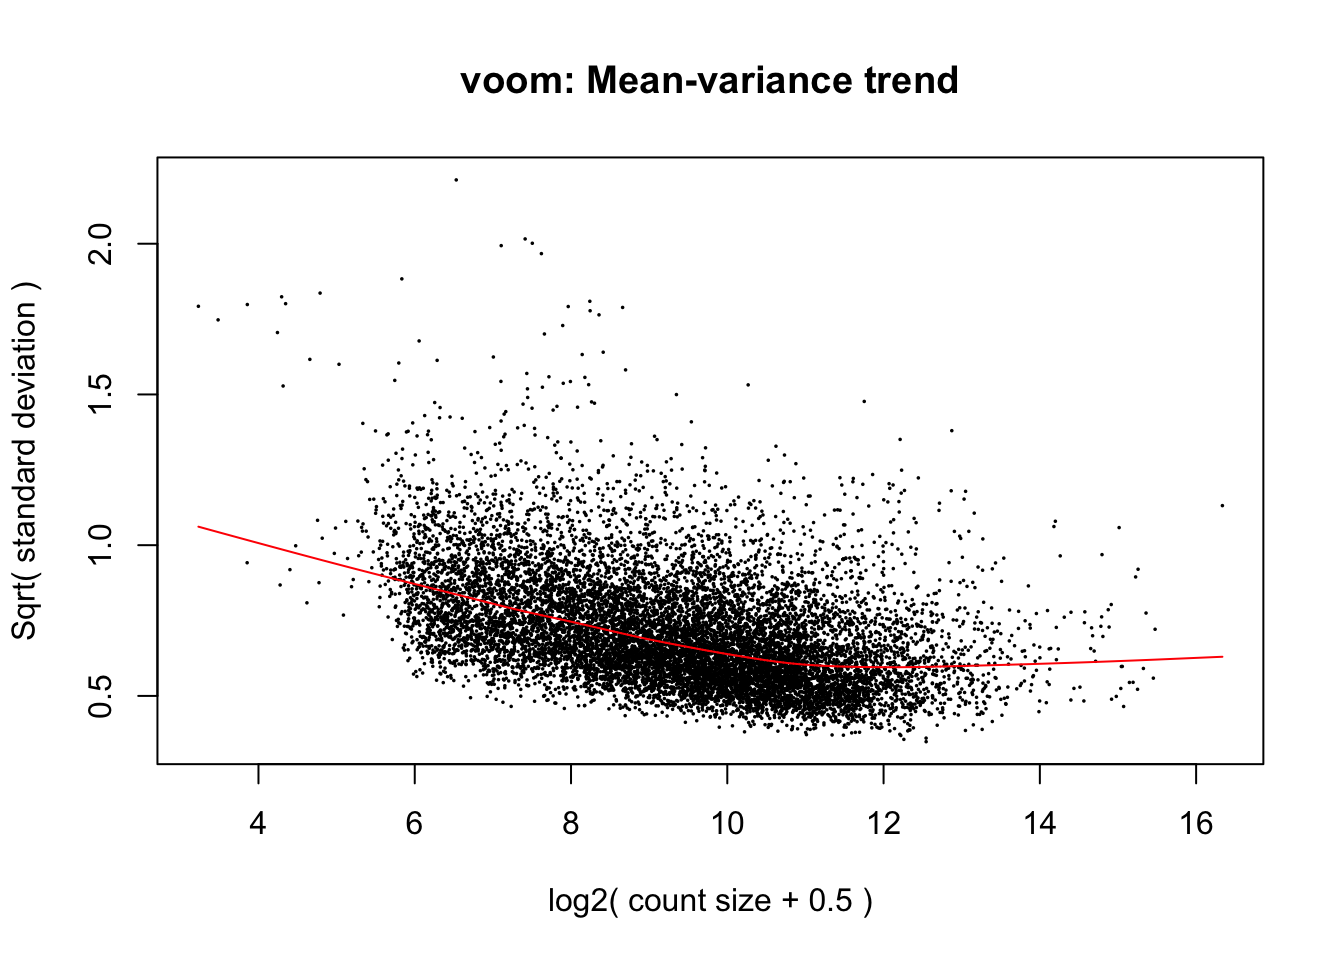 voom: Mean-variance trend
Sqrt( standard deviation )
2.0
1.5
1.0
0.5
4 6 8 10 12 14 16
log2( count size + 0.5 )